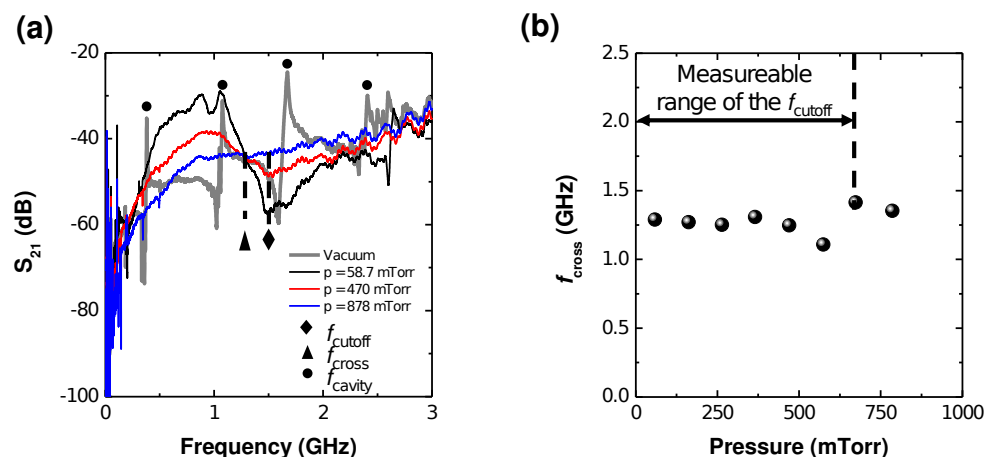 (a)
-20
-40
-60
-80
-100
S21 (dB)
Vacuum
p = 58.7 mTorr
p = 470 mTorr
p = 878 mTorr
fcutoff
fcross
fcavity
0 1 2 3
Frequency (GHz)
(b)
2.5
2.0
1.5
1.0
0.5
0.0
fcross (GHz)
Measureable
range of the fcutoff
0 250 500 750 1000
Pressure (mTorr)